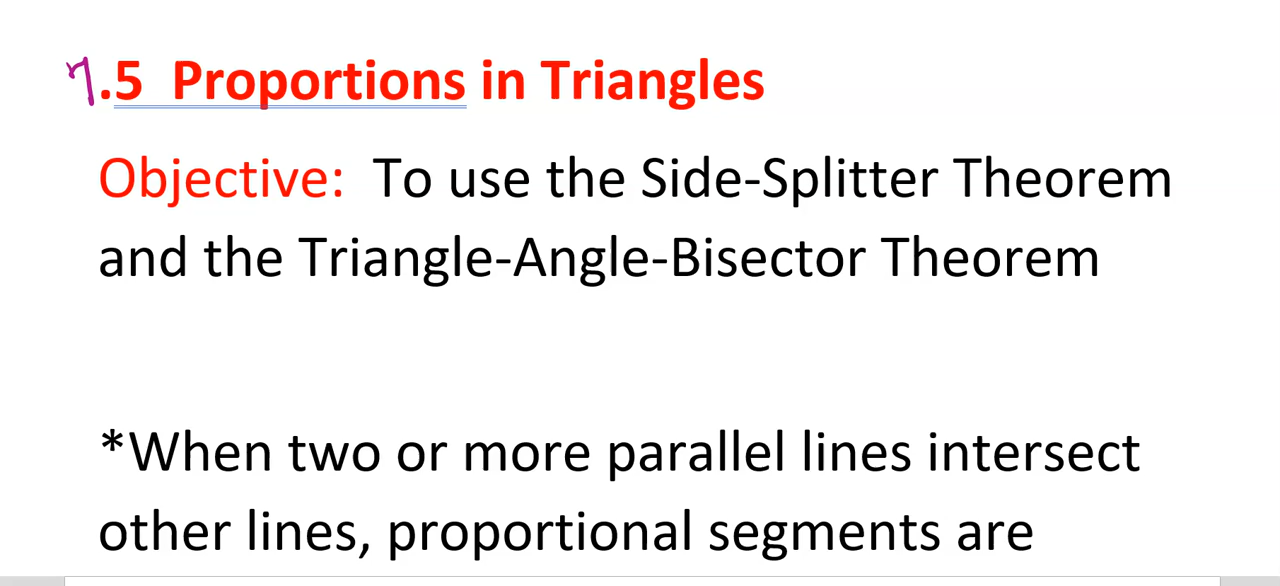 7.5 Proportions in Triangles
Objective: To use the Side-Splitter Theorem
and the Triangle-Angle-Bisector Theorem
*When two or more parallel lines intersect
other lines, proportional segments are